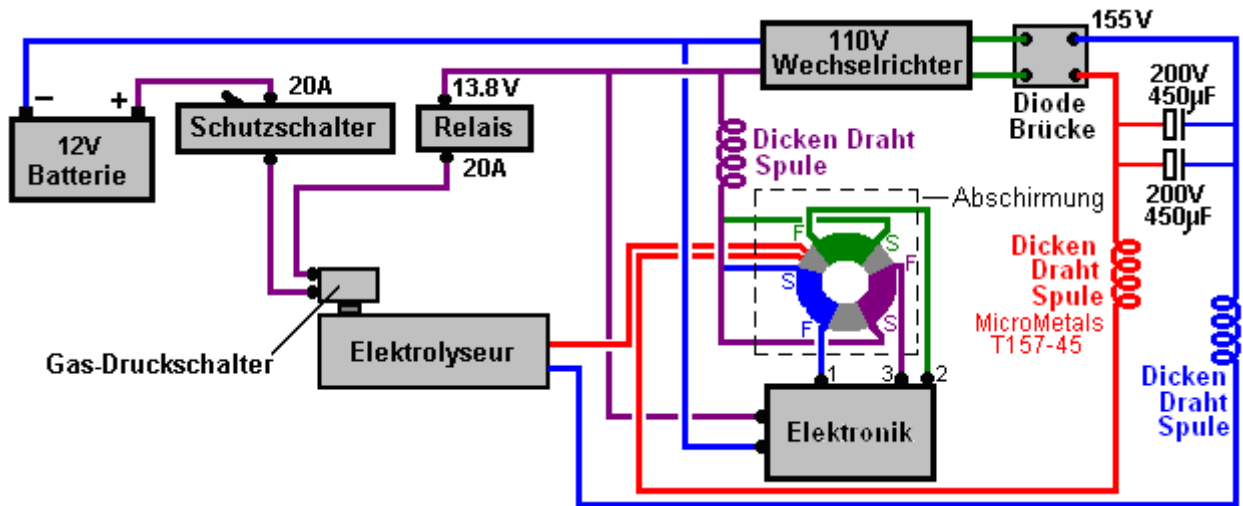 110V
Wechselrichter
155V
20A
13.8V
200V
450µF
– +
Schutzschalter
Relais
Diode
Brücke
12V
Batterie
Dicken Draht
Spule
20A
200V
450µF
Abschirmung
F
S
F
S
F
S
Dicken
Draht
Spule
MicroMetals
T157-45
Gas-Druckschalter
Elektrolyseur
Dicken
Draht
Spule
1 3 2
Elektronik